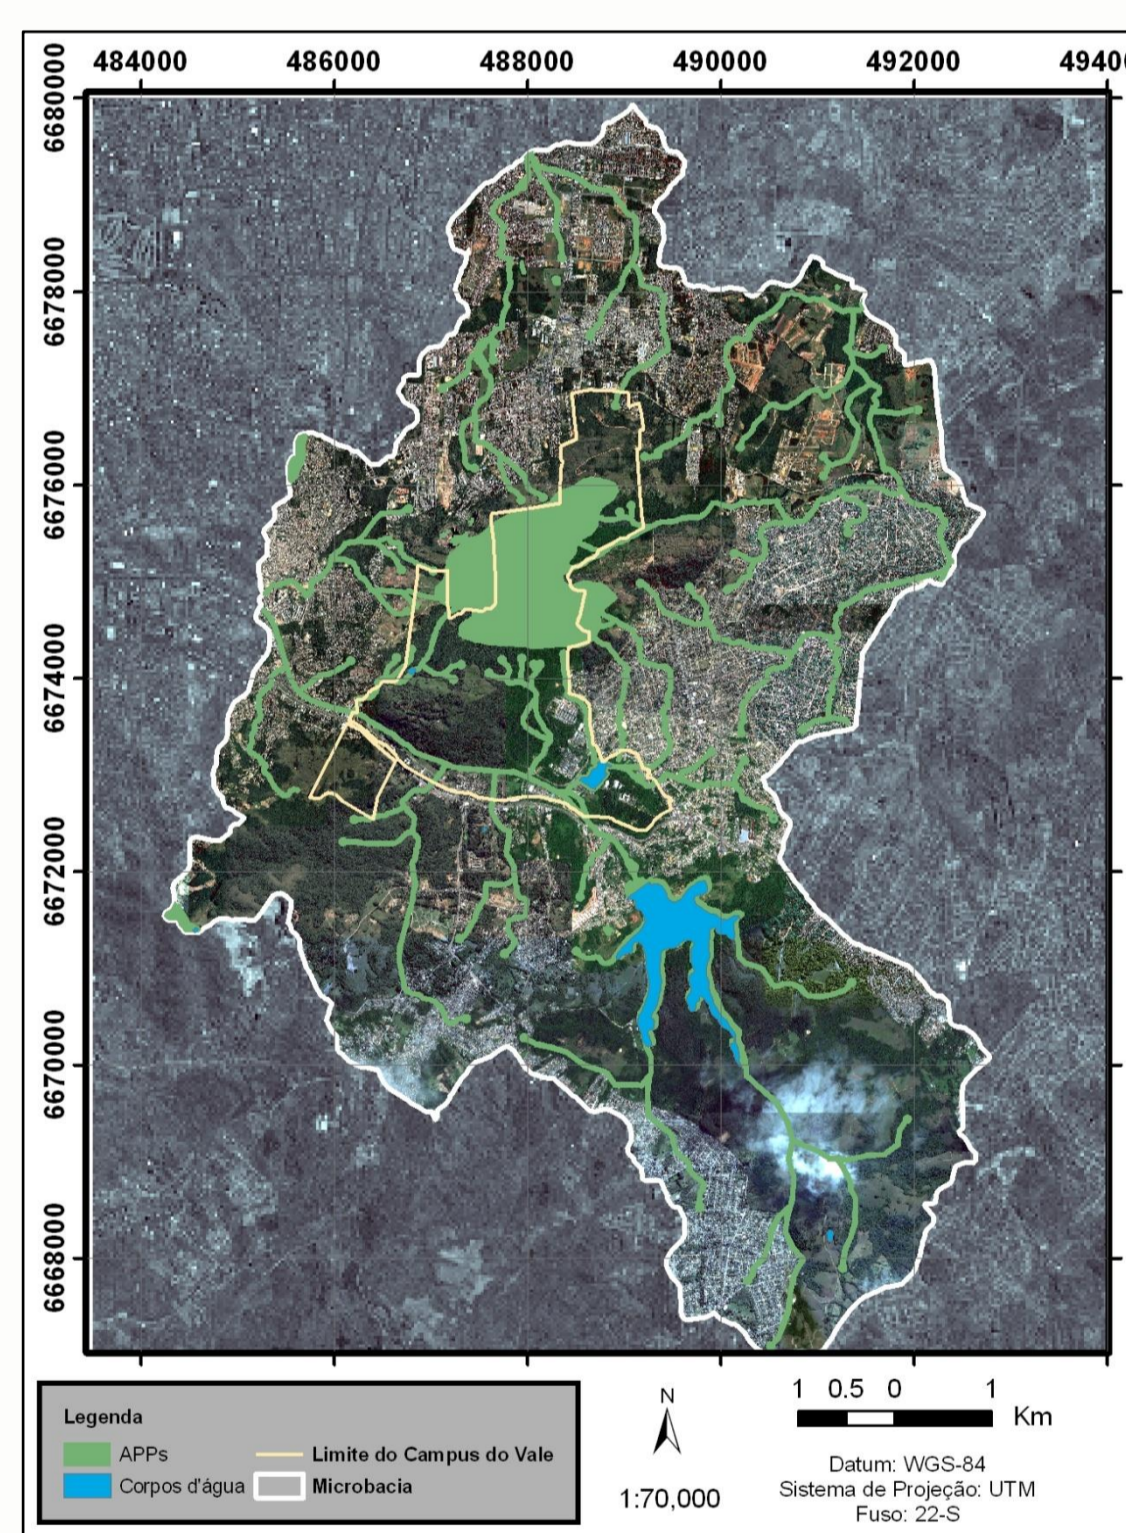 484000 486000 488000 490000 492000 494000
6680000
6678000
6676000
6674000
6672000
6670000
6668000
Legenda
APPs
Limite do Campus do Vale
Corpos d'água
Microbacia
N
1:70,000
1 0.5 0 1
Km
Datum: WGS-84
Sistema de Projeção: UTM
Fuso: 22-S